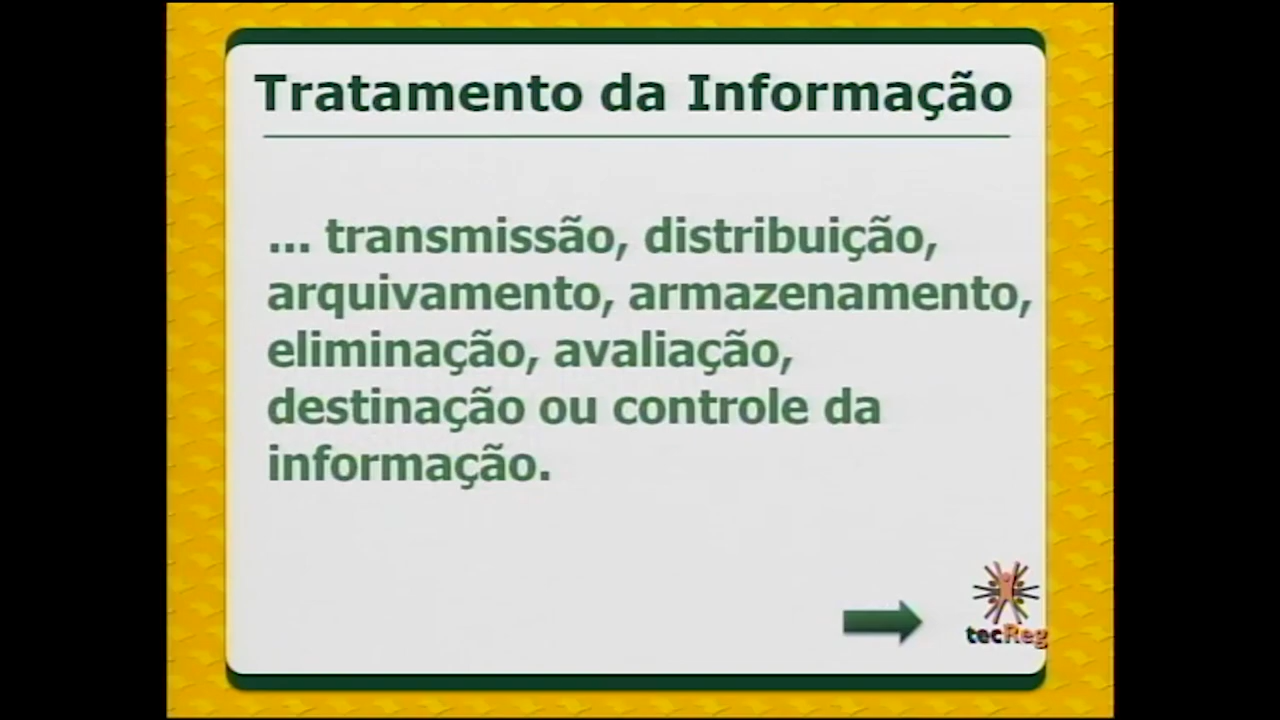 Tratamento da Informação
... transmissão, distribuição,
arquivamento, armazenamento,
eliminação, avaliação,
destinação ou controle da
informação.
tecReg